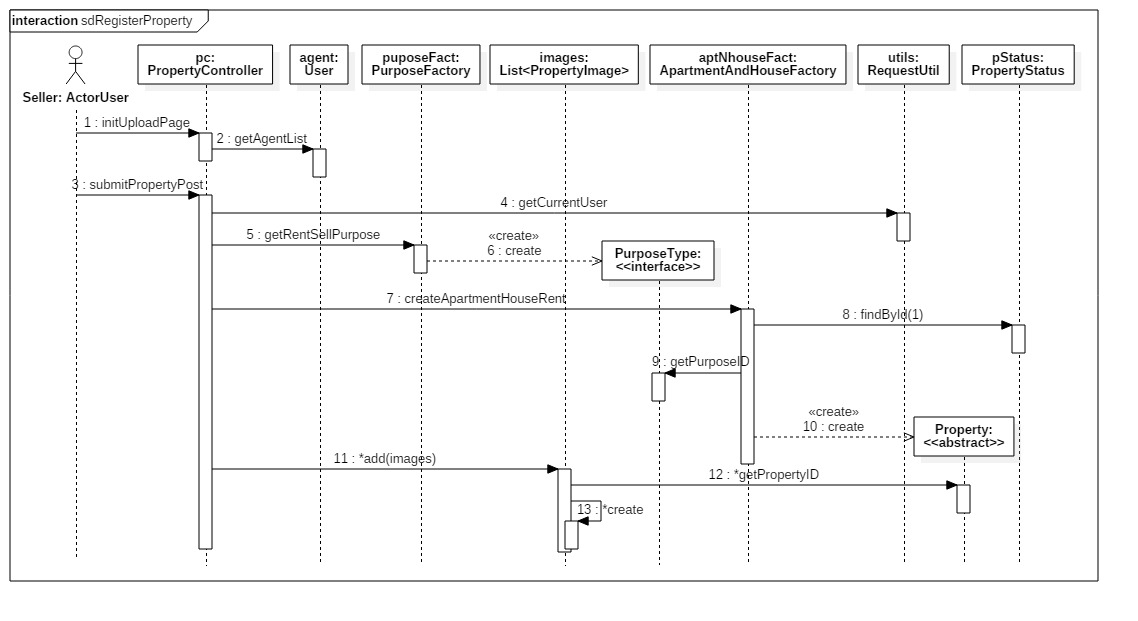 interaction sdRegisterProperty
Seller: ActorUser
pc:
PropertyController
agent:
User
puposeFact:
PurposeFactory
images:
List<PropertyImage>
aptNhouseFact:
ApartmentAndHouseFactory
utils:
RequestUtil
pStatus:
PropertyStatus
1 : initUploadPage
2 : getAgentList
3 : submitPropertyPost
4 : getCurrentUser
5 : getRentSellPurpose
«create»
6 : create
PurposeType:
<<interface>>
7 : createApartmentHouseRent
8 : findById(1)
9 : getPurposeID
«create»
10 : create
Property:
<<abstract>>
11 : *add(images)
12 : *getPropertyID
13 : *create